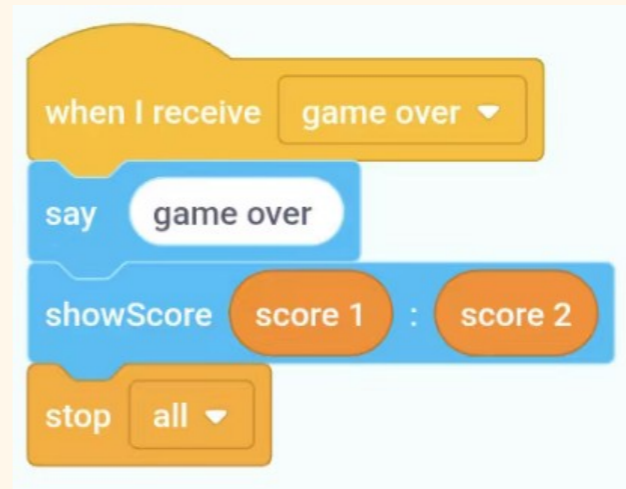 when I receive game over
say game over
showScore score 1 : score 2
stop all